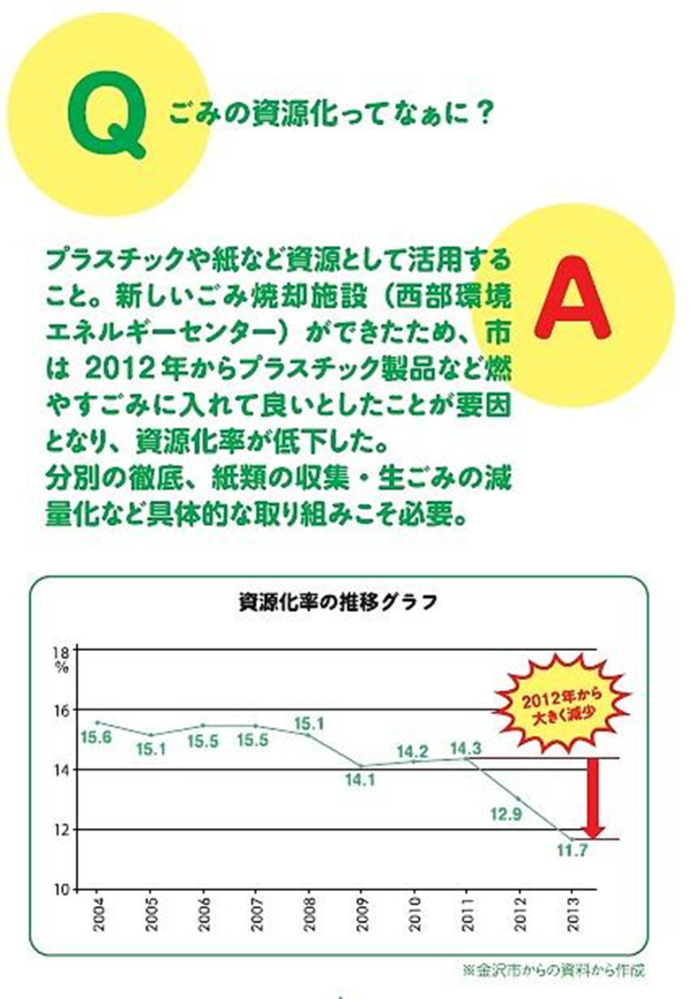 Q ごみの資源化ってなぁに？
A
プラスチックや紙など資源として活用する
こと。新しいごみ焼却施設（西部環境
エネルギーセンター）ができたため、市
は 2012年からプラスチック製品など燃
やすごみに入れて良いとしたことが要因
となり、資源化率が低下した。
分別の徹底、紙類の収集・生ごみの減
量化など具体的な取り組みこそ必要。
資源化率の推移グラフ
18
%
16
14
12
10
15.6
15.1
15.5
15.5
15.1
14.1
14.2
14.3
12.9
11.7
2012年から
大きく減少
2004
2005
2006
2007
2008
2009
2010
2011
2012
2013
※金沢市からの資料から作成